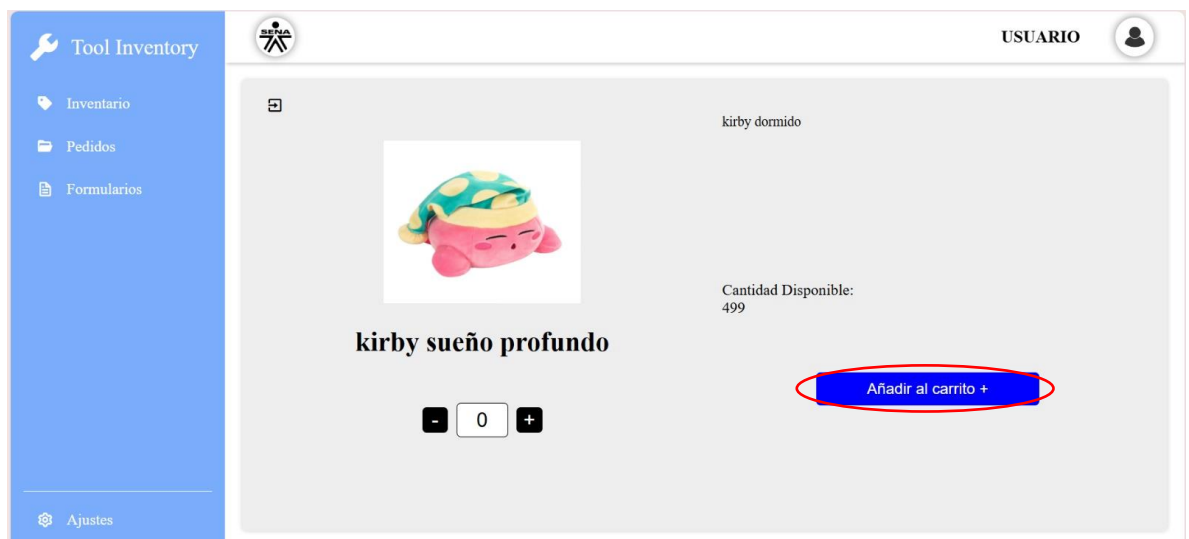 Tool Inventory
SENA
USUARIO
Inventario
Pedidos
Formularios
kirby dormido
Cantidad Disponible:
499
kirby sueño profundo
Añadir al carrito +
- 0 +
Ajustes